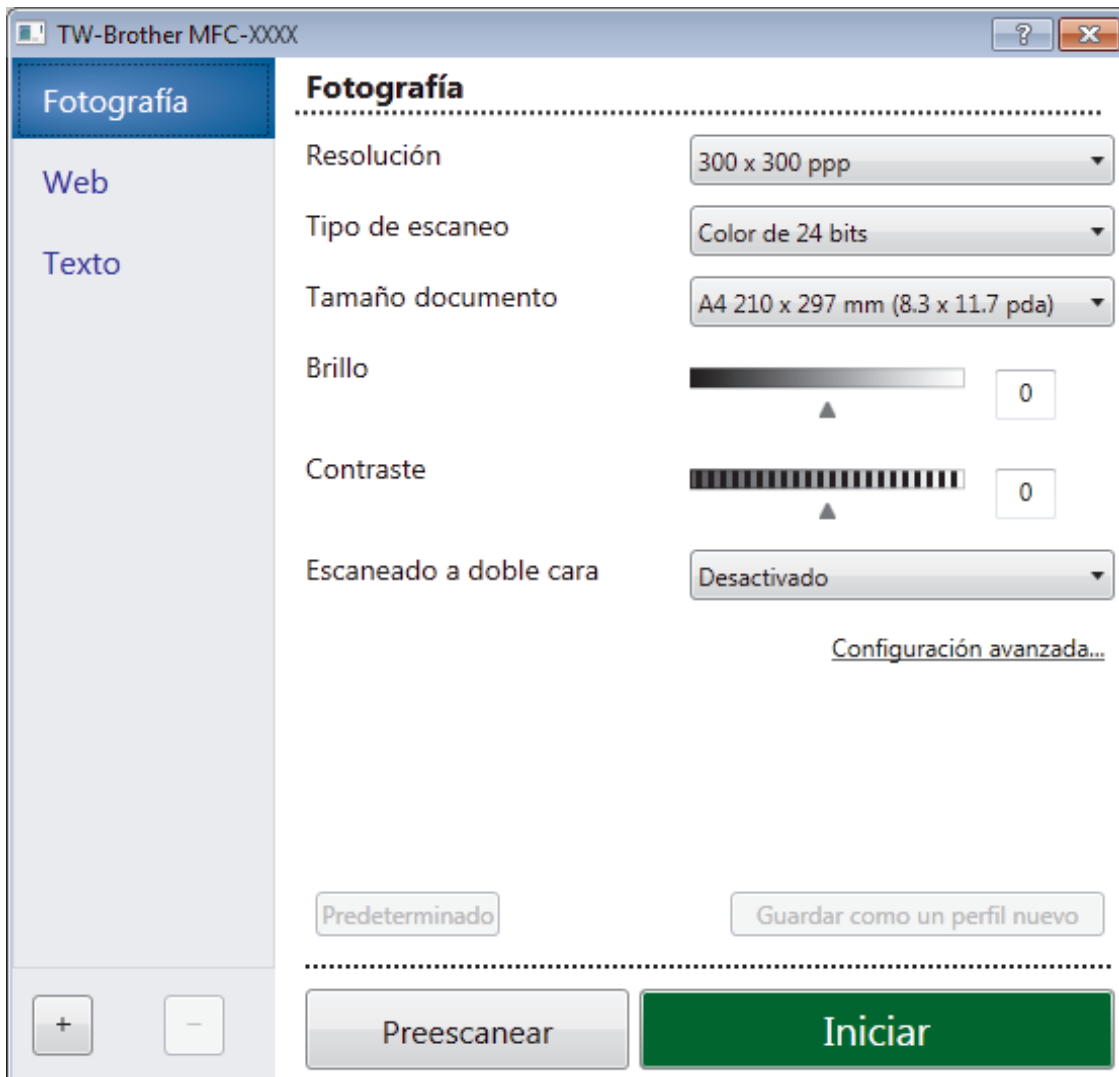 TW-Brother MFC-XXXX
Fotografía
Web
Texto
Fotografía
Resolución 300 x 300 ppp
Tipo de escaneo Color de 24 bits
Tamaño documento A4 210 x 297 mm (8.3 x 11.7 pda)
Brillo 0
Contraste 0
Escaneado a doble cara Desactivado
Configuración avanzada...
Predeterminado Guardar como un perfil nuevo
+ − Preescanear Iniciar